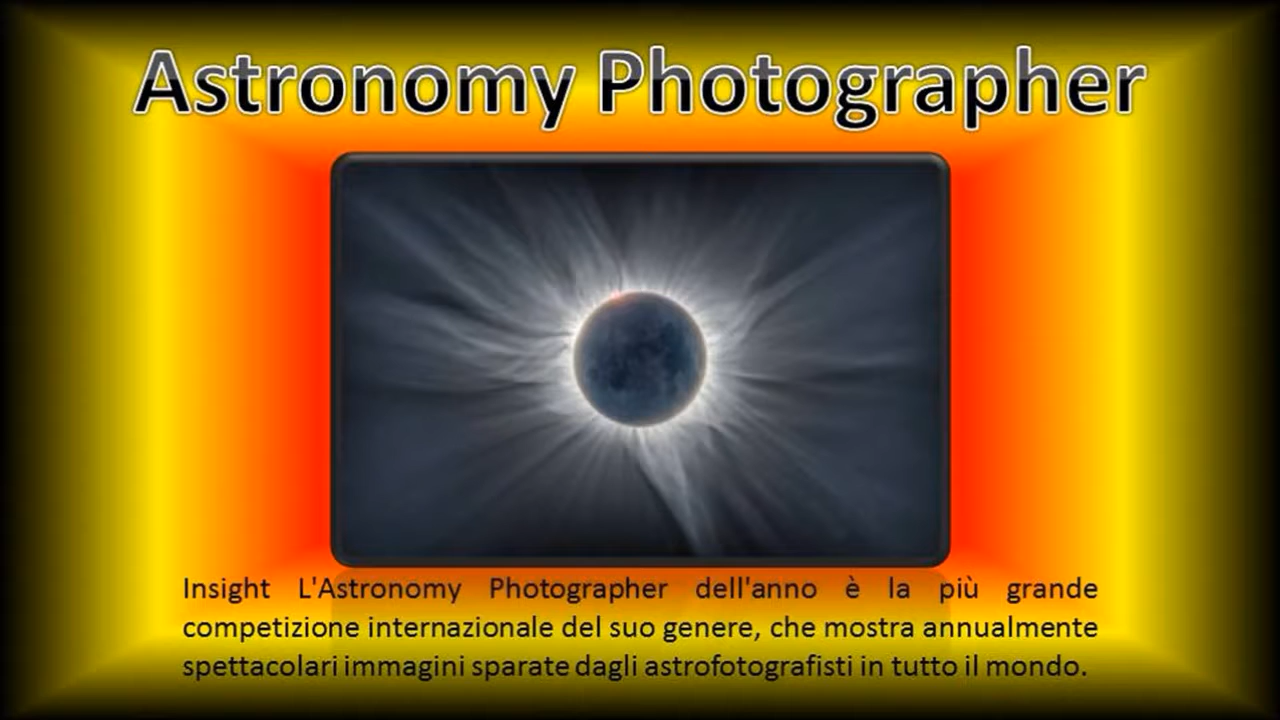 Astronomy Photographer
Insight L'Astronomy Photographer dell'anno è la più grande
competizione internazionale del suo genere, che mostra annualmente
spettacolari immagini sparate dagli astrofotografisti in tutto il mondo.